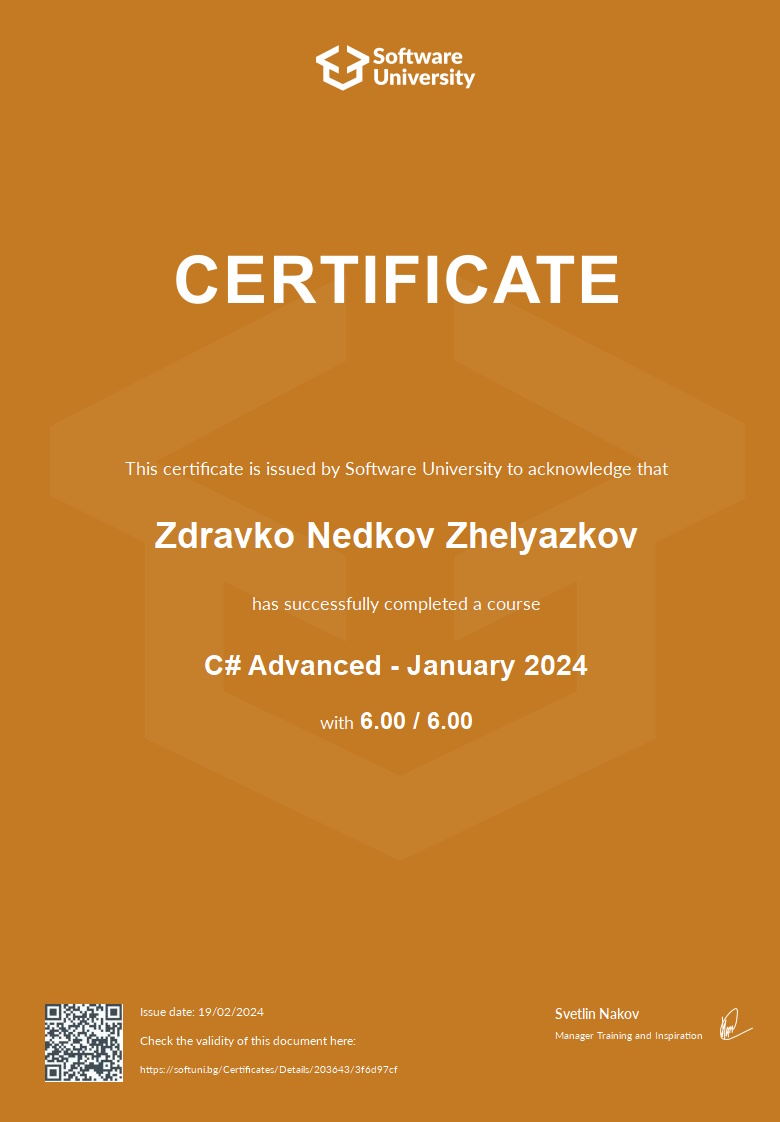 Software
University
CERTIFICATE
This certificate is issued by Software University to acknowledge that
Zdravko Nedkov Zhelyazkov
has successfully completed a course
C# Advanced - January 2024
with 6.00 / 6.00
Issue date: 19/02/2024
Check the validity of this document here:
https://softuni.bg/Certificates/Details/203643/3f6d97cf
Svetlin Nakov
Manager Training and Inspiration